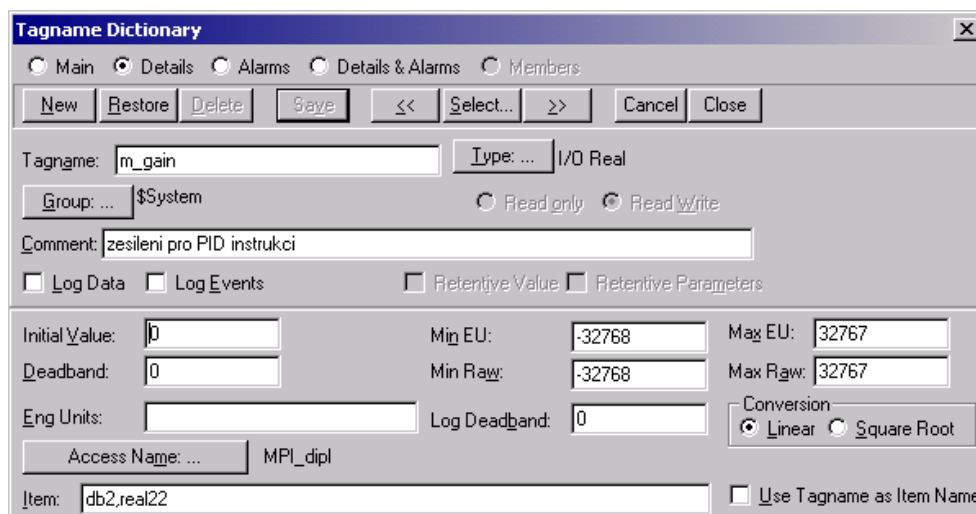 Tagname Dictionary
Main Details Alarms Details & Alarms Members
New Restore Delete Save << Select... >> Cancel Close
Tagname: m_gain Type: ... I/O Real
Group: ... $System Read only Read Write
Comment: zesileni pro PID instrukci
Log Data Log Events Retentive Value Retentive Parameters
Initial Value: 0 Min EU: -32768 Max EU: 32767
Deadband: 0 Min Raw: -32768 Max Raw: 32767
Eng Units: Log Deadband: 0 Conversion
Linear Square Root
Access Name: ... MPI_dipl
Item: db2,real22 Use Tagname as Item Name